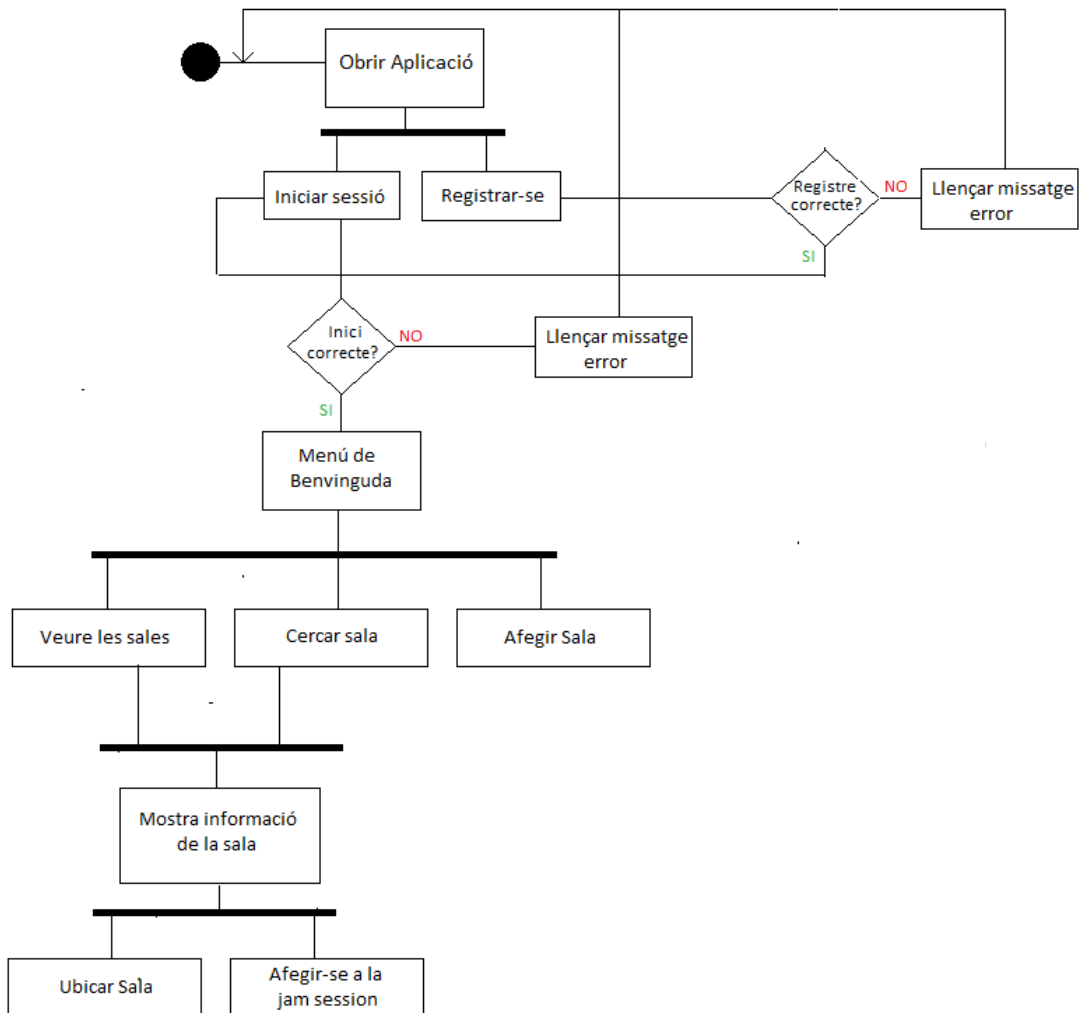 Obrir Aplicació
Iniciar sessió
Registrar-se
Registre
correcte?
NO
Llençar missatge
error
SI
Inici
correcte?
NO
Llençar missatge
error
SI
Menú de
Benvinguda
Veure les sales
Cercar sala
Afegir Sala
Mostra informació
de la sala
Ubicar Sala
Afegir-se a la
jam session